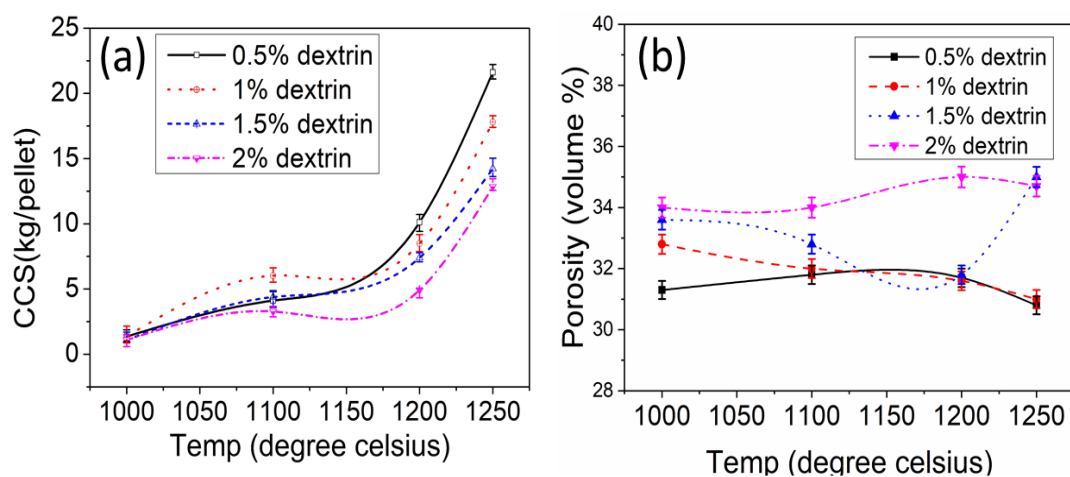 (a)
0.5% dextrin
1% dextrin
1.5% dextrin
2% dextrin
CCS(kg/pellet)
25
20
15
10
5
0
1000 1050 1100 1150 1200 1250
Temp (degree celsius)
(b)
0.5% dextrin
1% dextrin
1.5% dextrin
2% dextrin
Porosity (volume %)
40
38
36
34
32
30
28
1000 1050 1100 1150 1200 1250
Temp (degree celsius)